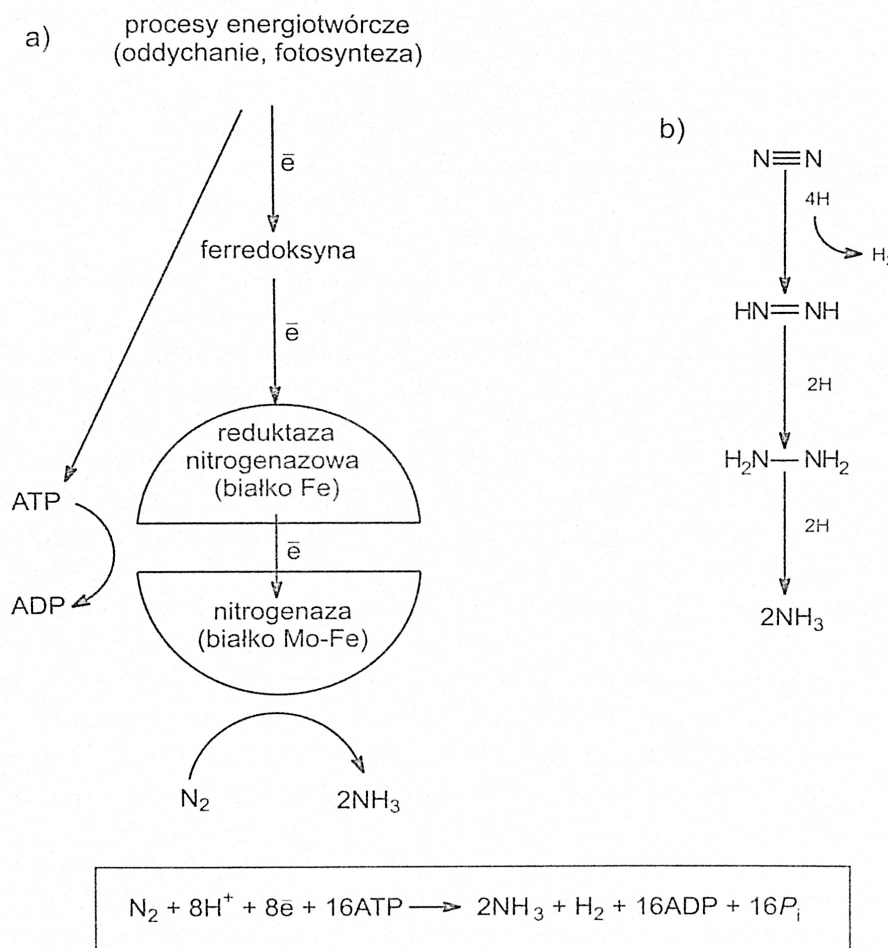 a)
procesy energiotwórcze
(oddychanie, fotosynteza)
ē
ferredoksyna
ē
reduktaza
nitrogenazowa
(białko Fe)
ATP
ē
ADP
nitrogenaza
(białko Mo-Fe)
N₂
2NH₃
b)
N≡N
4H
H₂
HN=NH
2H
H₂N—NH₂
2H
2NH₃
N₂ + 8H⁺ + 8ē + 16ATP → 2NH₃ + H₂ + 16ADP + 16Pᵢ